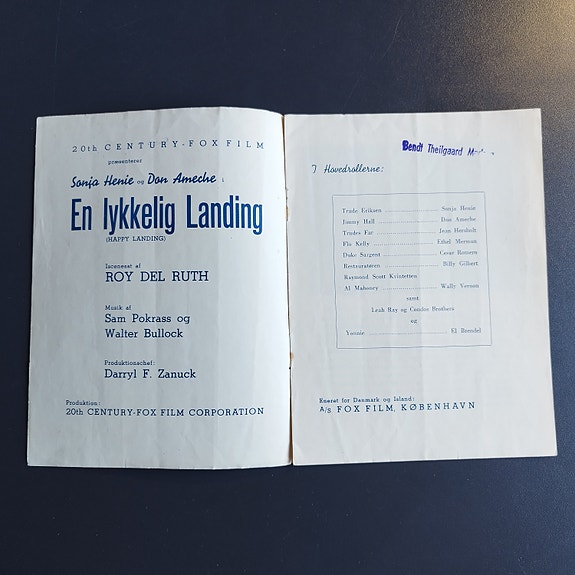 20th CENTURY-FOX FILM
præsenterer
Sonja Henie og Don Ameche i
En lykkelig Landing
(HAPPY LANDING)
Iscenesat af
ROY DEL RUTH
Musik af
Sam Pokrass og
Walter Bullock
Produktionschef:
Darryl F. Zanuck
Produktion:
20th CENTURY-FOX FILM CORPORATION
Bendt Theilgaard
I Hovedrollerne:
Trude Eriksen Sonja Henie
Jimmy Hall Don Ameche
Trudes Far Jean Hersholt
Flo Kelly Ethel Merman
Duke Sargent Cesar Romero
Restauratøren Billy Gilbert
Raymond Scott Kvintetten
Al Mahoney Wally Vernon
samt
Leah Ray og Condos Brothers
og
Yonnie El Brendel
Eneret for Danmark og Island:
A/S FOX FILM, KØBENHAVN